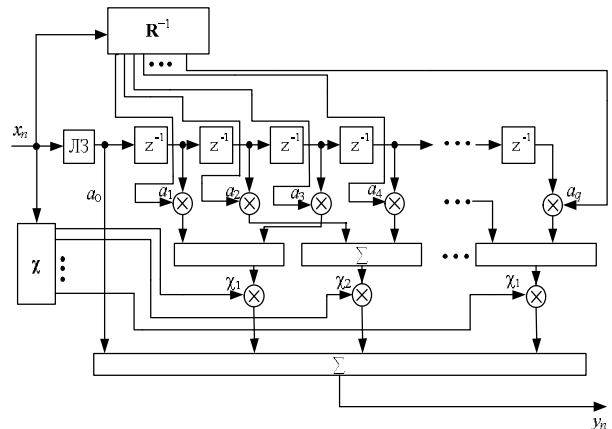 R⁻¹
xₙ
ЛЗ
z⁻¹ z⁻¹ z⁻¹ z⁻¹ z⁻¹
a₀ a₁ a₂ a₃ a₄ a_q
χ
Σ
χ₁ χ₂ χ₁
Σ
yₙ